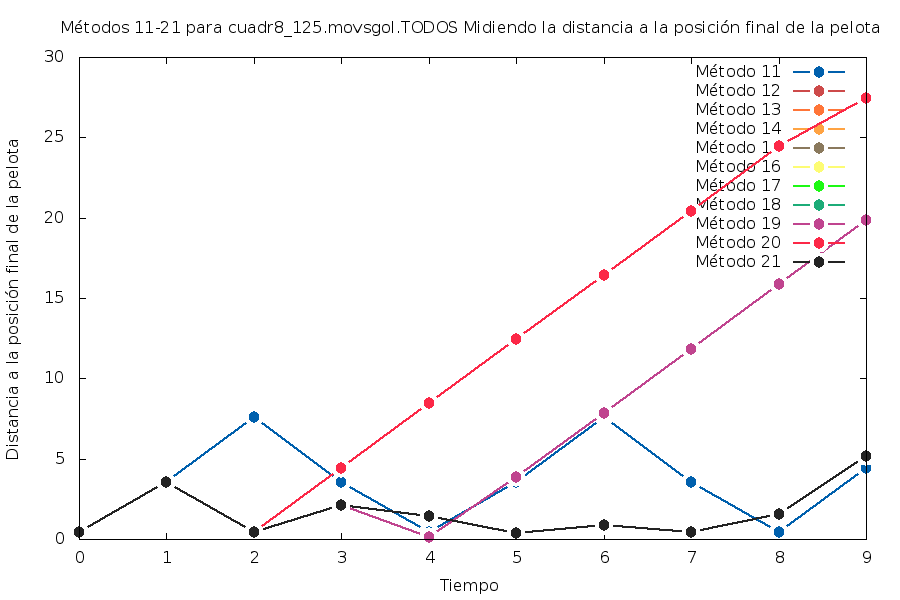 Métodos 11-21 para cuadr8_125.movsgol.TODOS Midiendo la distancia a la posición final de la pelota
30
25
20
15
10
5
0
Distancia a la posición final de la pelota
Método 11
Método 12
Método 13
Método 14
Método 1
Método 16
Método 17
Método 18
Método 19
Método 20
Método 21
0 1 2 3 4 5 6 7 8 9
Tiempo